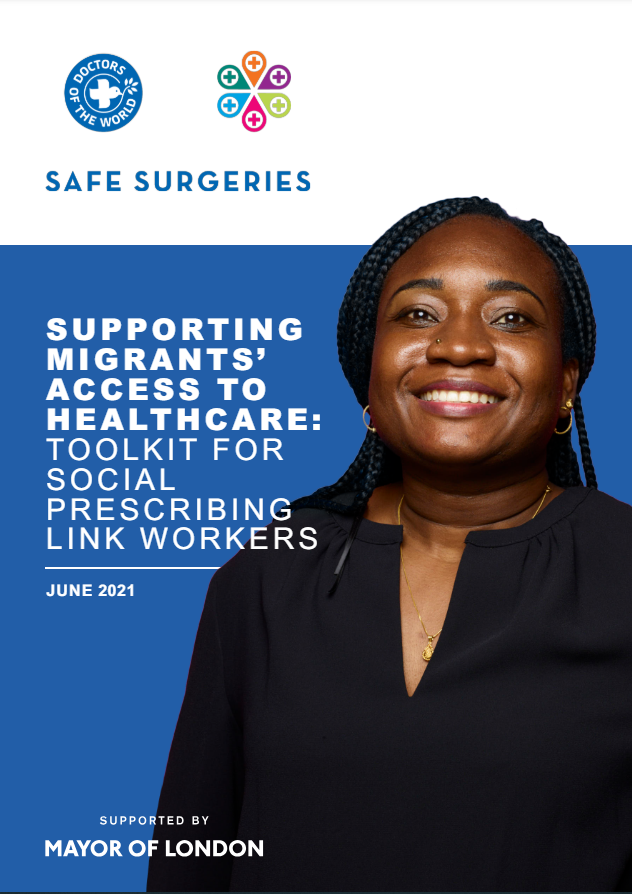 DOCTORS
OF THE WORLD
SAFE SURGERIES
SUPPORTING
MIGRANTS’
ACCESS TO
HEALTHCARE:
TOOLKIT FOR
SOCIAL
PRESCRIBING
LINK WORKERS
JUNE 2021
SUPPORTED BY
MAYOR OF LONDON